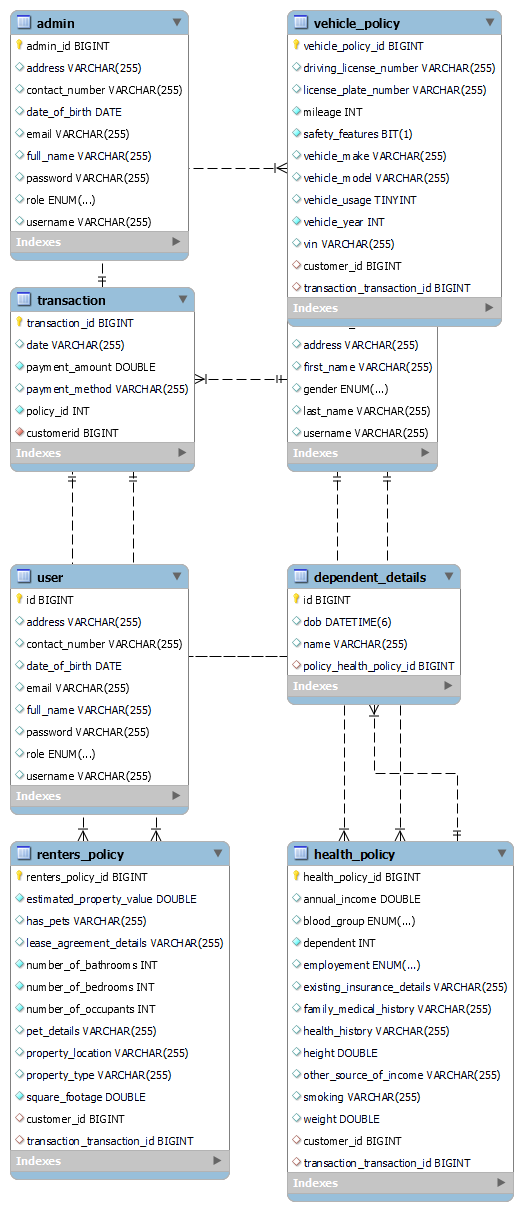 admin
admin_id BIGINT
address VARCHAR(255)
contact_number VARCHAR(255)
date_of_birth DATE
email VARCHAR(255)
full_name VARCHAR(255)
password VARCHAR(255)
role ENUM(...)
username VARCHAR(255)
Indexes
vehicle_policy
vehicle_policy_id BIGINT
driving_license_number VARCHAR(255)
license_plate_number VARCHAR(255)
mileage INT
safety_features BIT(1)
vehicle_make VARCHAR(255)
vehicle_model VARCHAR(255)
vehicle_usage TINYINT
vehicle_year INT
vin VARCHAR(255)
customer_id BIGINT
transaction_transaction_id BIGINT
Indexes
transaction
transaction_id BIGINT
date VARCHAR(255)
payment_amount DOUBLE
payment_method VARCHAR(255)
policy_id INT
customerid BIGINT
Indexes
address VARCHAR(255)
first_name VARCHAR(255)
gender ENUM(...)
last_name VARCHAR(255)
username VARCHAR(255)
Indexes
user
id BIGINT
address VARCHAR(255)
contact_number VARCHAR(255)
date_of_birth DATE
email VARCHAR(255)
full_name VARCHAR(255)
password VARCHAR(255)
role ENUM(...)
username VARCHAR(255)
Indexes
dependent_details
id BIGINT
dob DATETIME(6)
name VARCHAR(255)
policy_health_policy_id BIGINT
Indexes
renters_policy
renters_policy_id BIGINT
estimated_property_value DOUBLE
has_pets VARCHAR(255)
lease_agreement_details VARCHAR(255)
number_of_bathrooms INT
number_of_bedrooms INT
number_of_occupants INT
pet_details VARCHAR(255)
property_location VARCHAR(255)
property_type VARCHAR(255)
square_footage DOUBLE
customer_id BIGINT
transaction_transaction_id BIGINT
Indexes
health_policy
health_policy_id BIGINT
annual_income DOUBLE
blood_group ENUM(...)
dependent INT
employement ENUM(...)
existing_insurance_details VARCHAR(255)
family_medical_history VARCHAR(255)
health_history VARCHAR(255)
height DOUBLE
other_source_of_income VARCHAR(255)
smoking VARCHAR(255)
weight DOUBLE
customer_id BIGINT
transaction_transaction_id BIGINT
Indexes